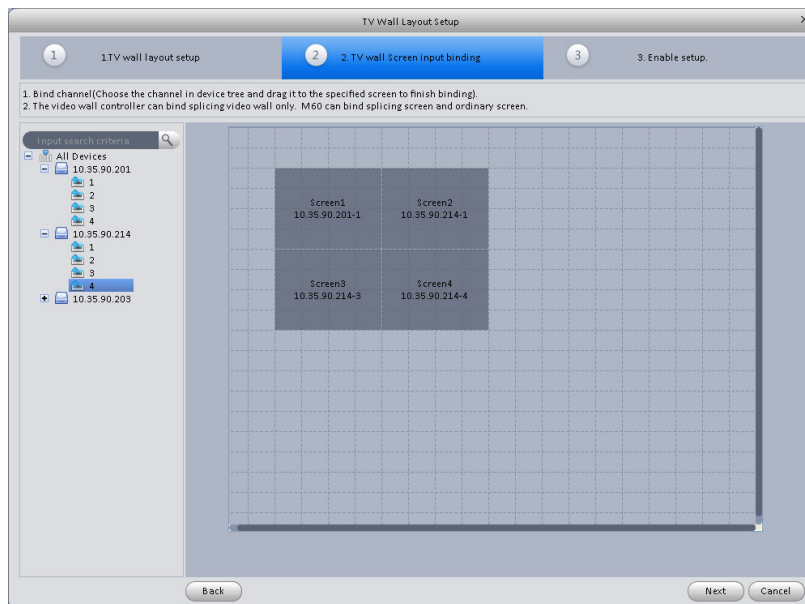 TV Wall Layout Setup
1 1.TV wall layout setup 2 2. TV wall Screen input binding 3 3. Enable setup.
1. Bind channel(Choose the channel in device tree and drag it to the specified screen to finish binding).
2. The video wall controller can bind splicing video wall only. M60 can bind splicing screen and ordinary screen.
Input search criteria
All Devices
10.35.90.201
1
2
3
4
10.35.90.214
1
2
3
4
10.35.90.203
Screen1
10.35.90.201-1
Screen2
10.35.90.214-1
Screen3
10.35.90.214-3
Screen4
10.35.90.214-4
Back Next Cancel